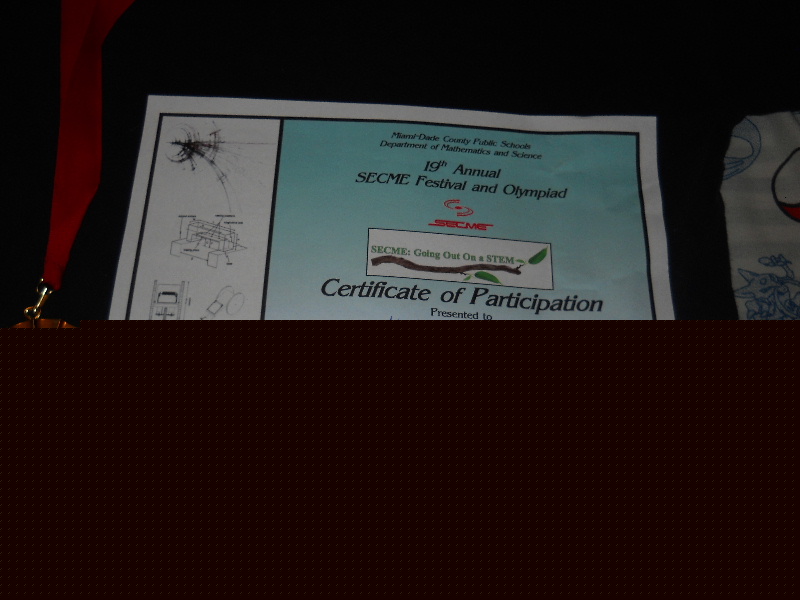 Miami-Dade County Public Schools
Department of Mathematics and Science
19th Annual
SECME Festival and Olympiad
SECME
SECME: Going Out On a STEM
Certificate of Participation
Presented to